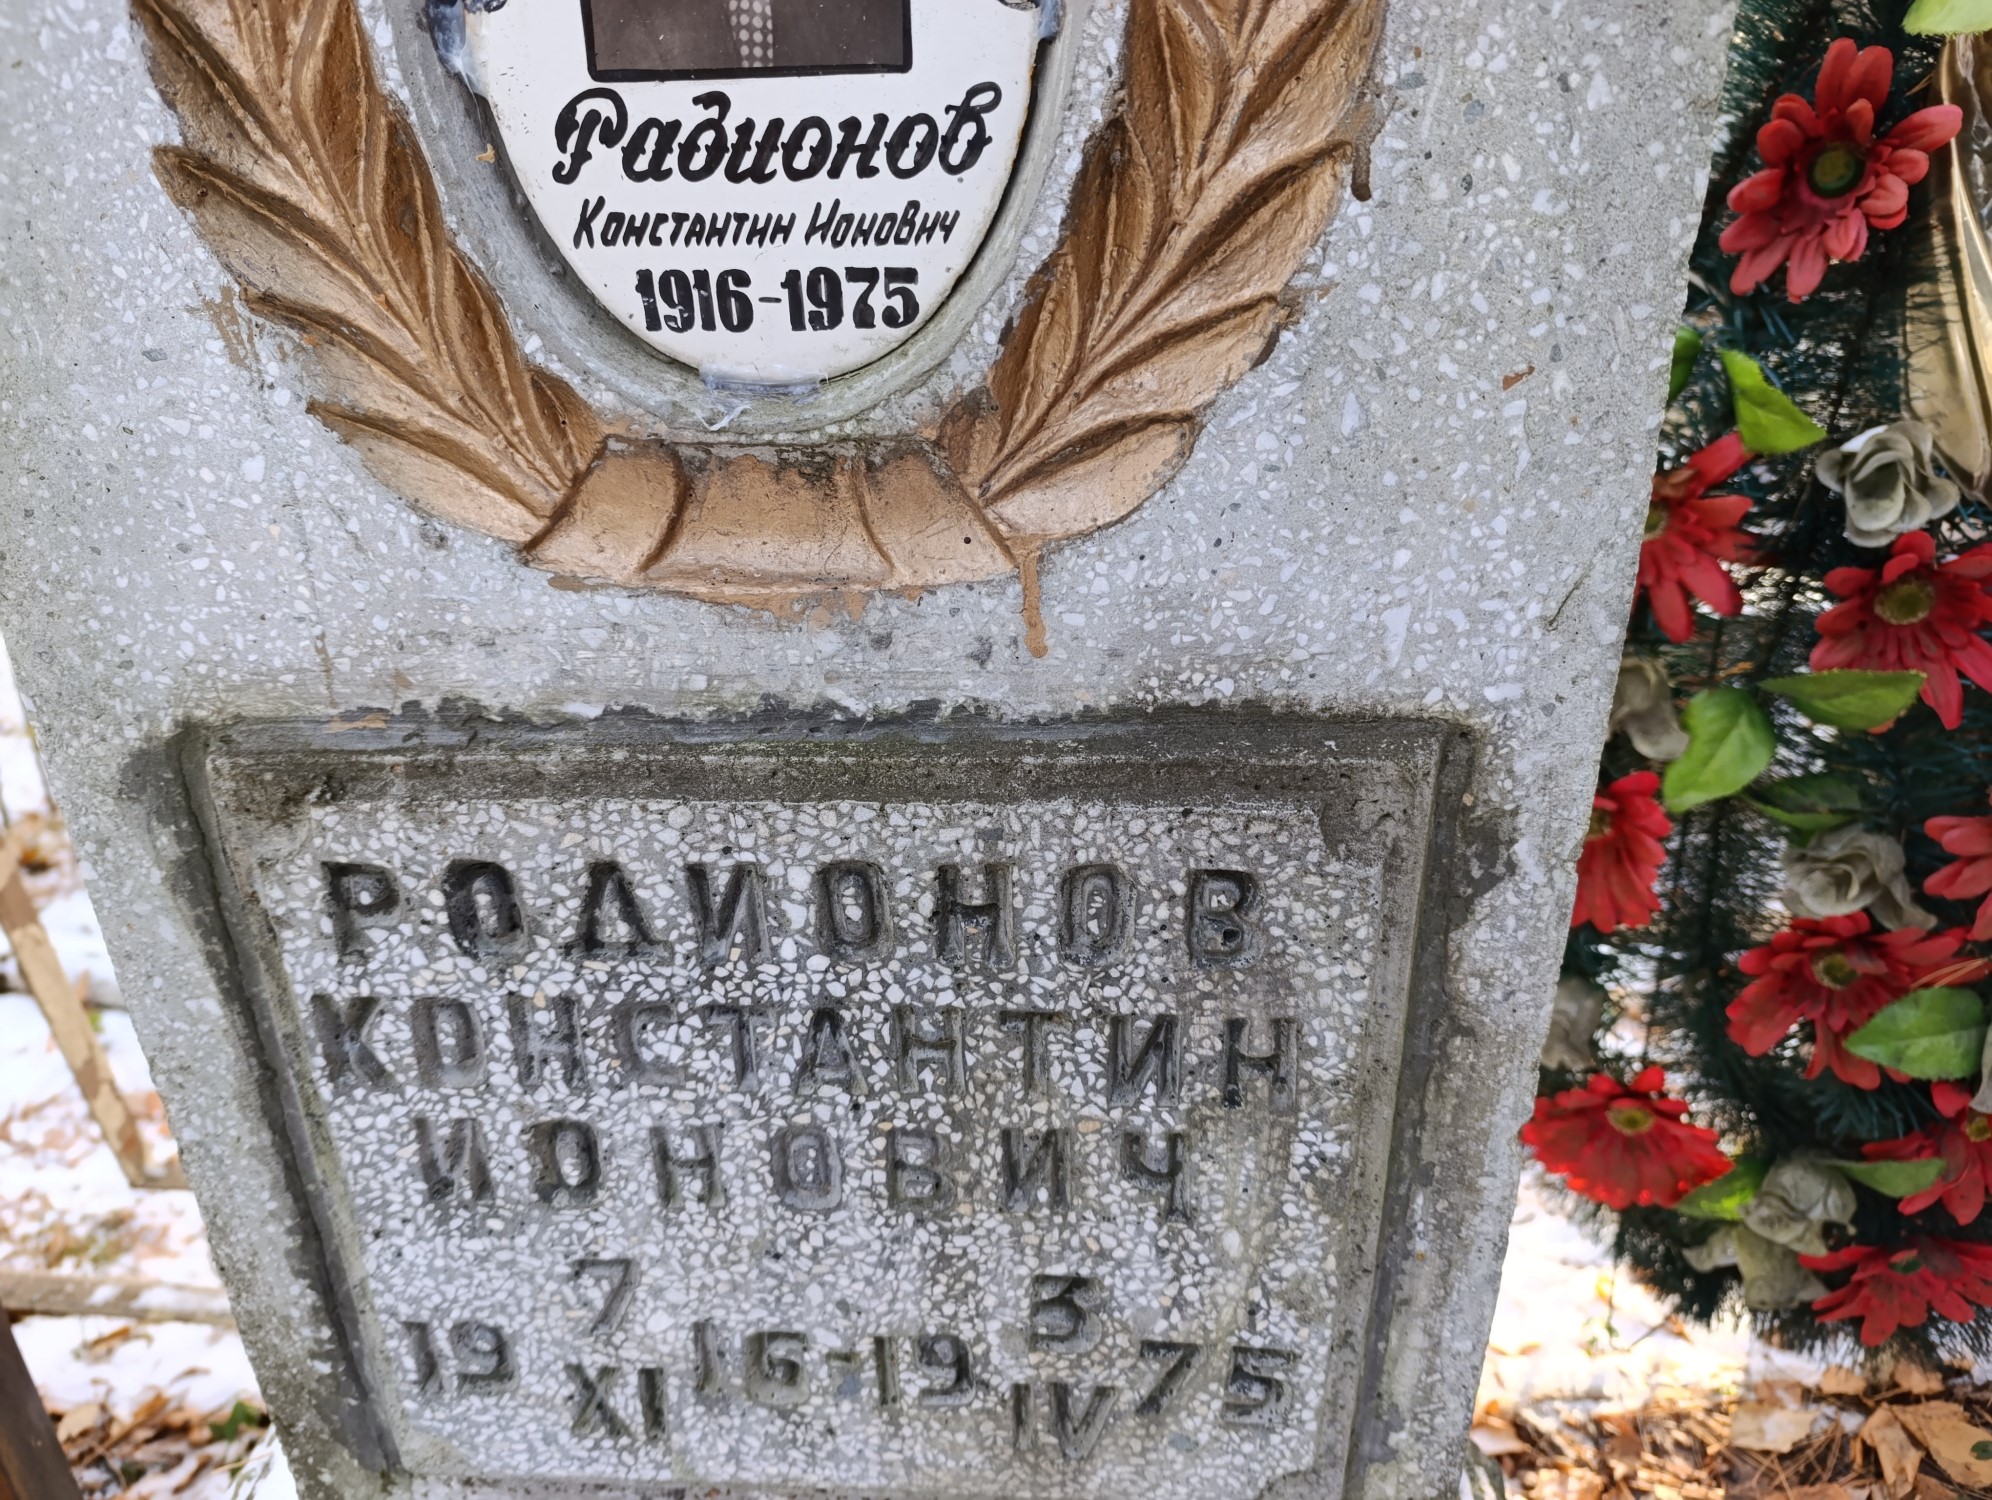 Радионов
Константин Ионович
1916-1975
РОДИОНОВ
КОНСТАНТИН
ИОНОВИЧ
19 7/XI 16-19 3/IV 75